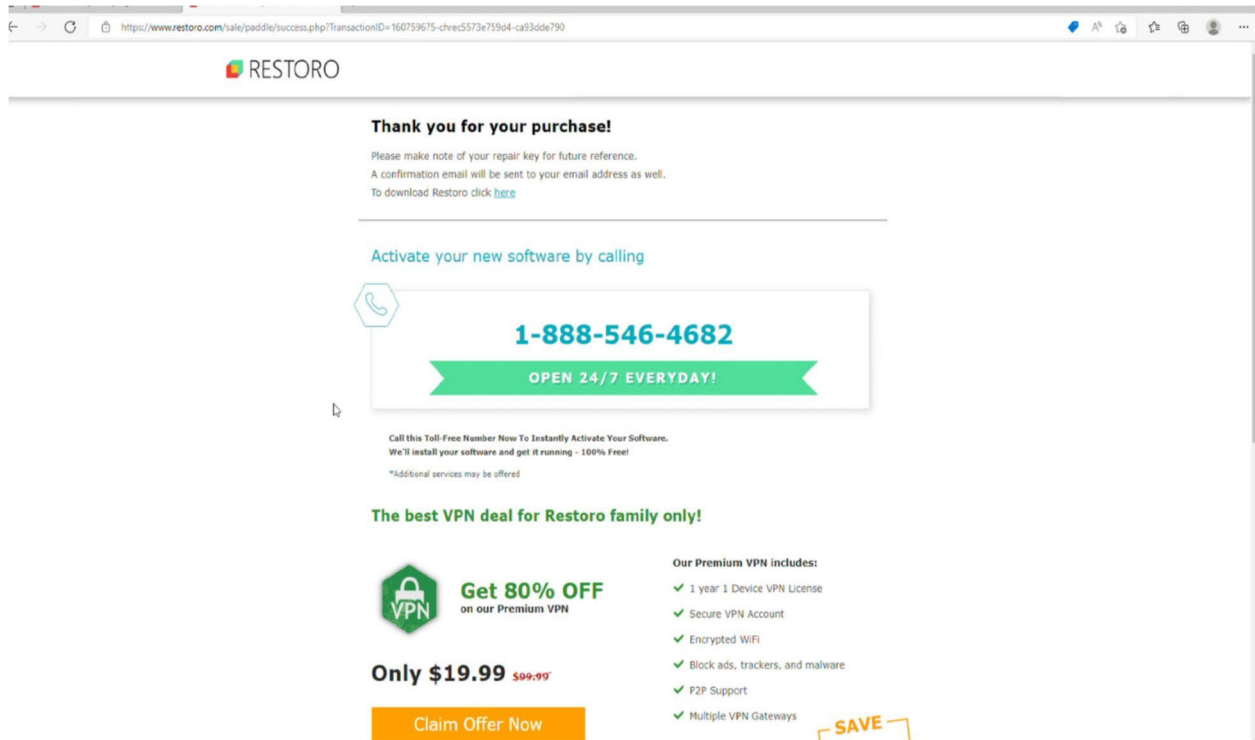 https://www.restoro.com/sale/paddle/success.php?TransactionID=160759675-chrec5573e759d4-ca93dde790
RESTORO
Thank you for your purchase!
Please make note of your repair key for future reference.
A confirmation email will be sent to your email address as well.
To download Restoro click here
Activate your new software by calling
1-888-546-4682
OPEN 24/7 EVERYDAY!
Call this Toll-Free Number Now To Instantly Activate Your Software.
We'll install your software and get it running - 100% Free!
*Additional services may be offered
The best VPN deal for Restoro family only!
VPN
Get 80% OFF
on our Premium VPN
Only $19.99 $99.99
Claim Offer Now
Our Premium VPN includes:
✔ 1 year 1 Device VPN License
✔ Secure VPN Account
✔ Encrypted WiFi
✔ Block ads, trackers, and malware
✔ P2P Support
✔ Multiple VPN Gateways
SAVE